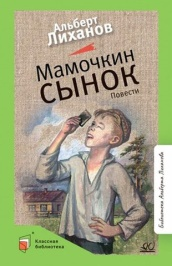 Альберт
Лиханов
Мамочкин
сынок
Повести
Библиотека Альберта Лиханова
Классная
библиотека